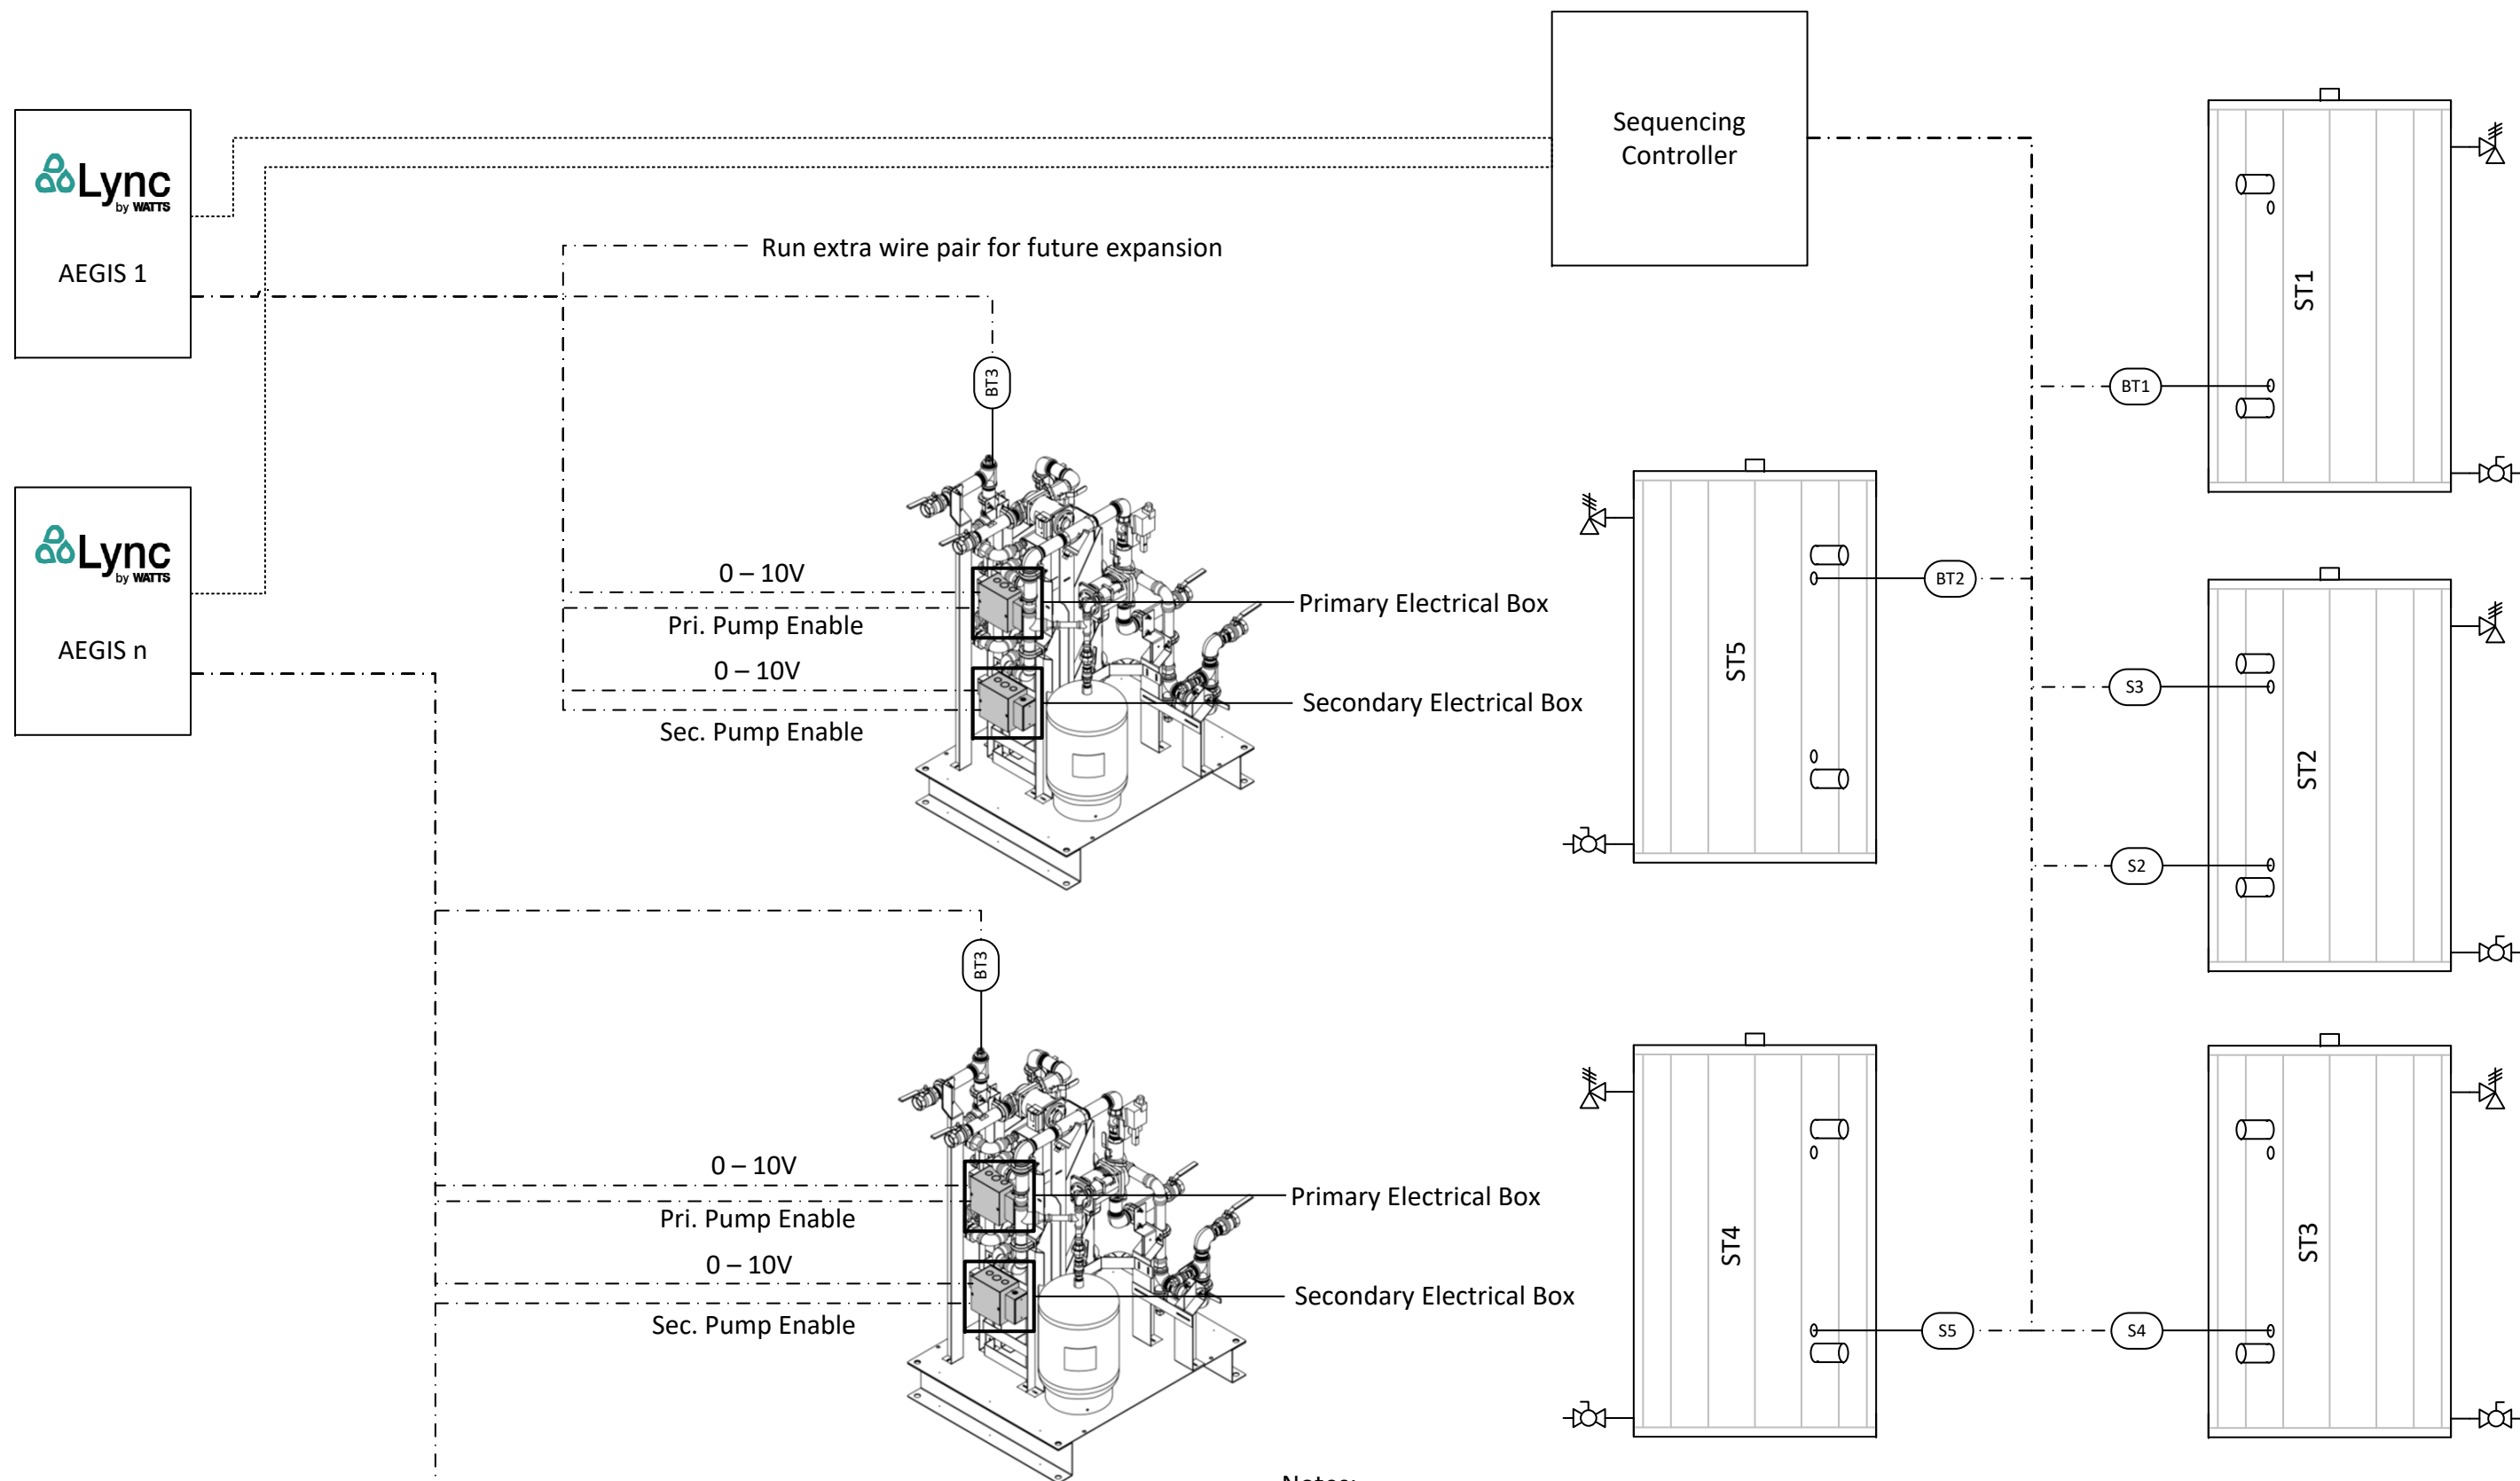 Sequencing
Controller
Lync
by WATTS
AEGIS 1
Run extra wire pair for future expansion
ST1
BT3
BT1
Lync
by WATTS
AEGIS n
0 – 10V
Pri. Pump Enable
0 – 10V
Sec. Pump Enable
Primary Electrical Box
Secondary Electrical Box
BT2
ST5
S3
ST2
S2
BT3
0 – 10V
Pri. Pump Enable
0 – 10V
Sec. Pump Enable
Primary Electrical Box
Secondary Electrical Box
ST4
ST3
S5
S4